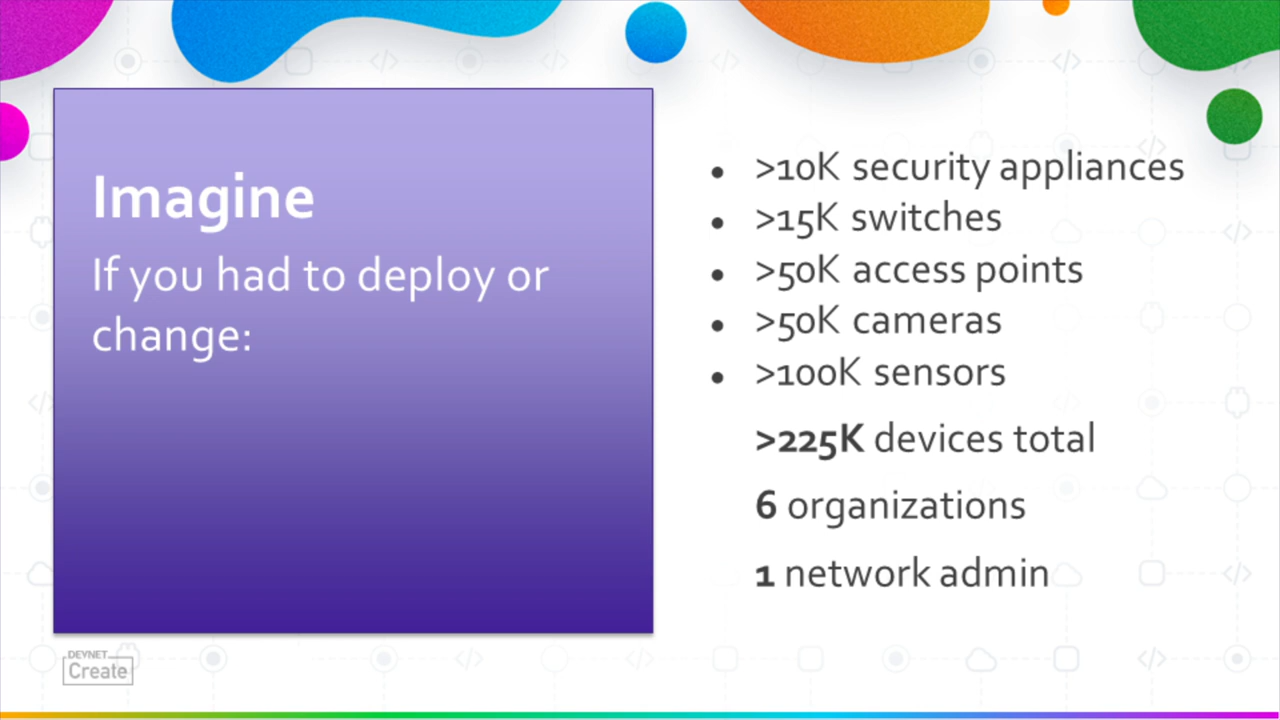 Imagine
If you had to deploy or
change:
• >10K security appliances
• >15K switches
• >50K access points
• >50K cameras
• >100K sensors
>225K devices total
6 organizations
1 network admin
DEVNET
Create